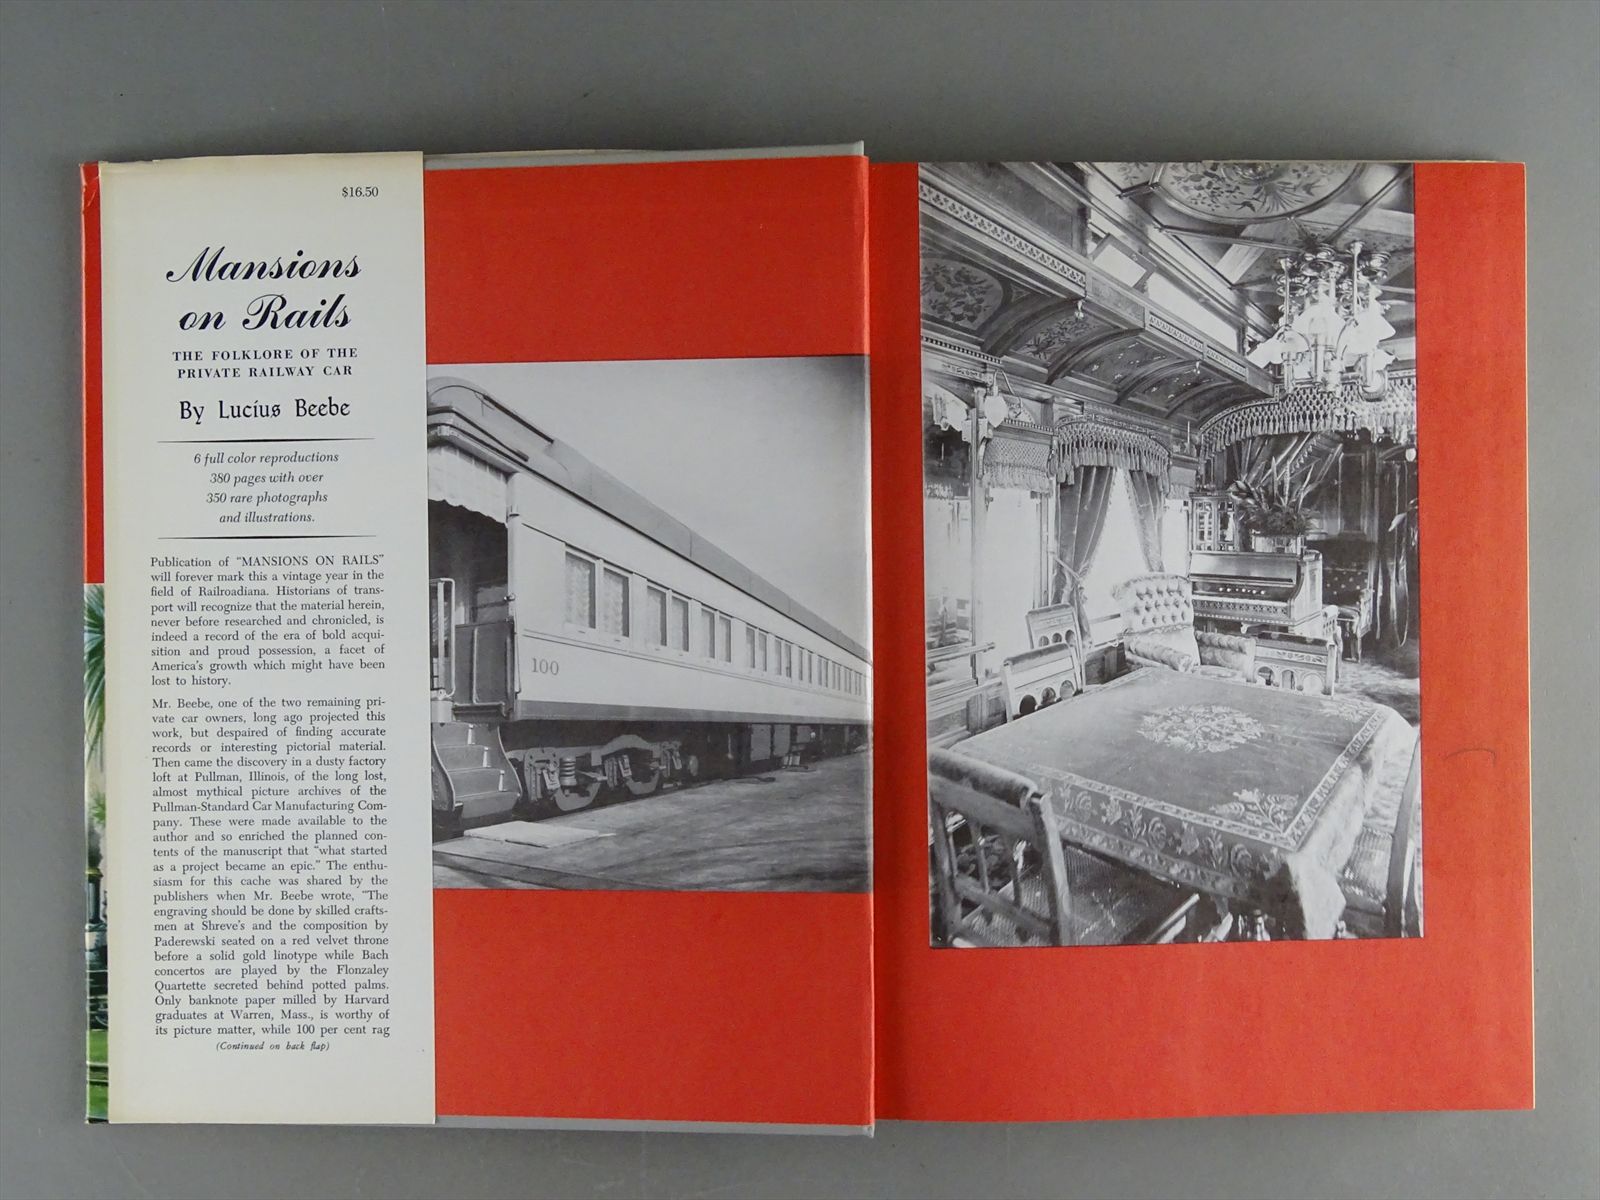 $16.50
Mansions
on Rails
THE FOLKLORE OF THE
PRIVATE RAILWAY CAR
By Lucius Beebe
6 full color reproductions
380 pages with over
350 rare photographs
and illustrations.
Publication of "MANSIONS ON RAILS"
will forever mark this a vintage year in the
field of Railroadiana. Historians of trans-
port will recognize that the material herein,
never before researched and chronicled, is
indeed a record of the era of bold acqui-
sition and proud possession, a facet of
America's growth which might have been
lost to history.
Mr. Beebe, one of the two remaining pri-
vate car owners, long ago projected this
work, but despaired of finding accurate
records or interesting pictorial material.
Then came the discovery in a dusty factory
loft at Pullman, Illinois, of the long lost,
almost mythical picture archives of the
Pullman-Standard Car Manufacturing Com-
pany. These were made available to the
author and so enriched the planned con-
tents of the manuscript that "what started
as a project became an epic." The enthu-
siasm for this cache was shared by the
publishers when Mr. Beebe wrote, "The
engraving should be done by skilled crafts-
men at Shreve's and the composition by
Paderewski seated on a red velvet throne
before a solid gold linotype while Bach
concertos are played by the Flonzaley
Quartette secreted behind potted palms.
Only banknote paper milled by Harvard
graduates at Warren, Mass., is worthy of
its picture matter, while 100 per cent rag
(Continued on back flap)
100